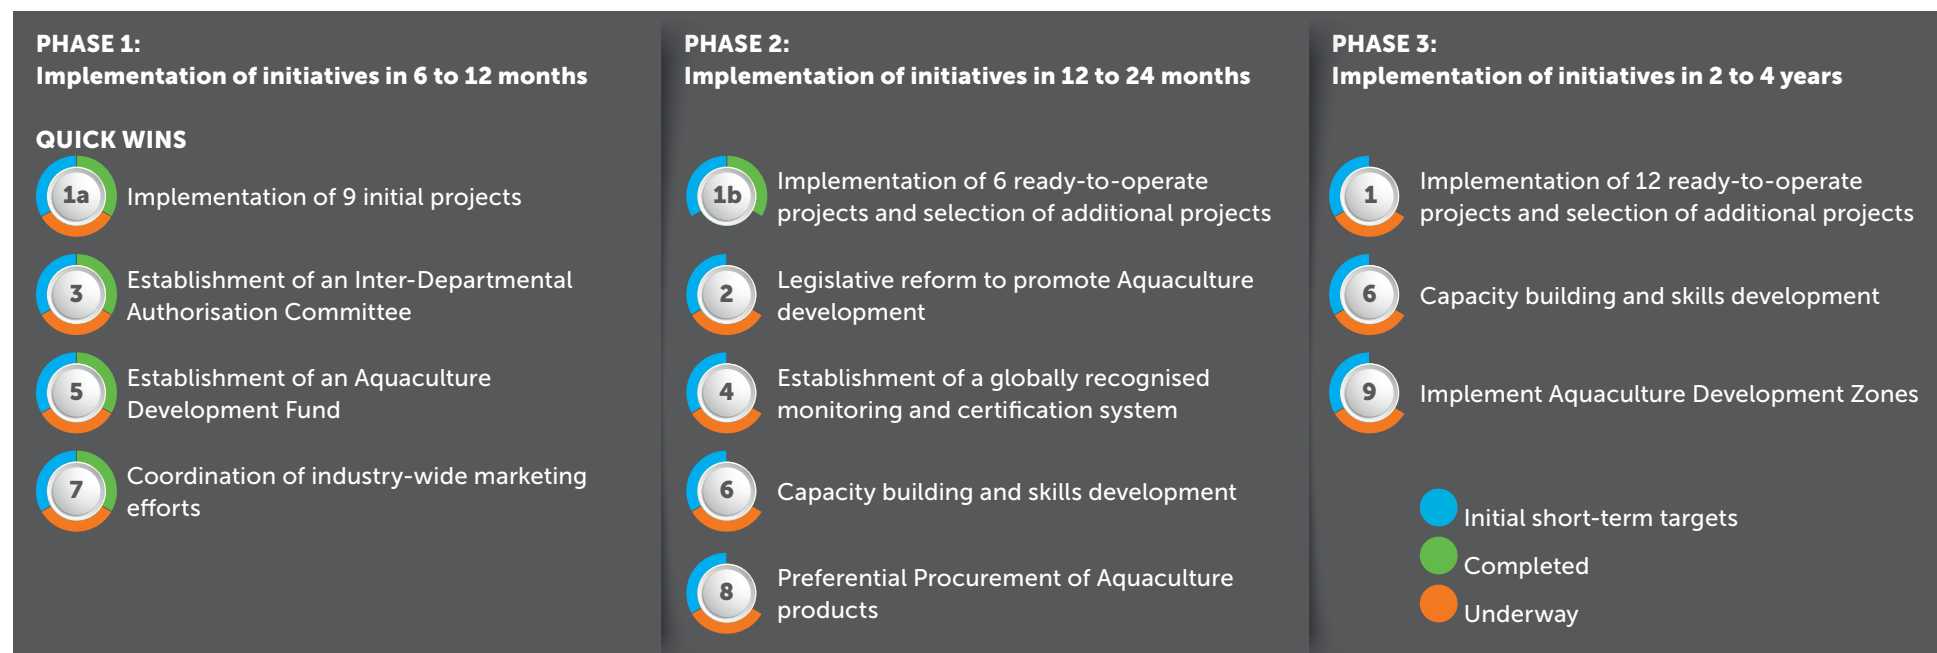 PHASE 1:
Implementation of initiatives in 6 to 12 months
QUICK WINS
1a
Implementation of 9 initial projects
3
Establishment of an Inter-Departmental
Authorisation Committee
5
Establishment of an Aquaculture
Development Fund
7
Coordination of industry-wide marketing
efforts
PHASE 2:
Implementation of initiatives in 12 to 24 months
1b
Implementation of 6 ready-to-operate
projects and selection of additional projects
2
Legislative reform to promote Aquaculture
development
4
Establishment of a globally recognised
monitoring and certification system
6
Capacity building and skills development
8
Preferential Procurement of Aquaculture
products
PHASE 3:
Implementation of initiatives in 2 to 4 years
1
Implementation of 12 ready-to-operate
projects and selection of additional projects
6
Capacity building and skills development
9
Implement Aquaculture Development Zones
Initial short-term targets
Completed
Underway